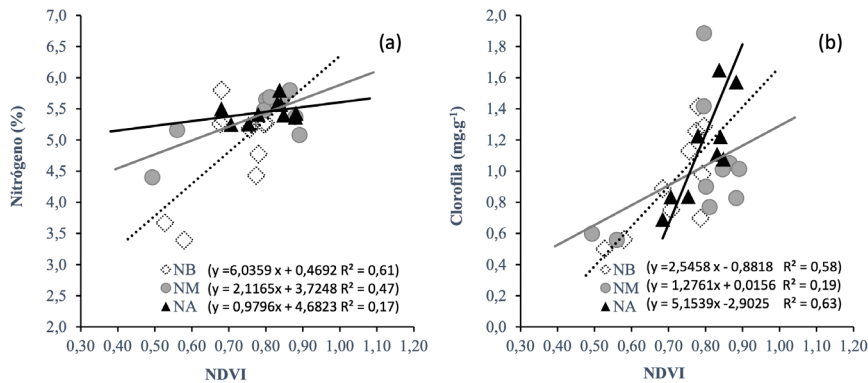 (a)
Nitrógeno (%)
7,0
6,5
6,0
5,5
5,0
4,5
4,0
3,5
3,0
2,5
2,0
NB (y=6,0359x + 0,4692 R² = 0,61)
NM (y= 2,1165x + 3,7248 R² = 0,47)
NA (y= 0,9796x + 4,6823 R² = 0,17)
0,30 0,40 0,50 0,60 0,70 0,80 0,90 1,00 1,10 1,20
NDVI
(b)
Clorofila (mg.g⁻¹)
2,0
1,8
1,6
1,4
1,2
1,0
0,8
0,6
0,4
0,2
0,0
NB (y=2,5458x - 0,8818 R² = 0,58)
NM (y= 1,2761x + 0,0156 R² = 0,19)
NA (y= 5,1539x -2,9025 R² = 0,63)
0,30 0,40 0,50 0,60 0,70 0,80 0,90 1,00 1,10 1,20
NDVI